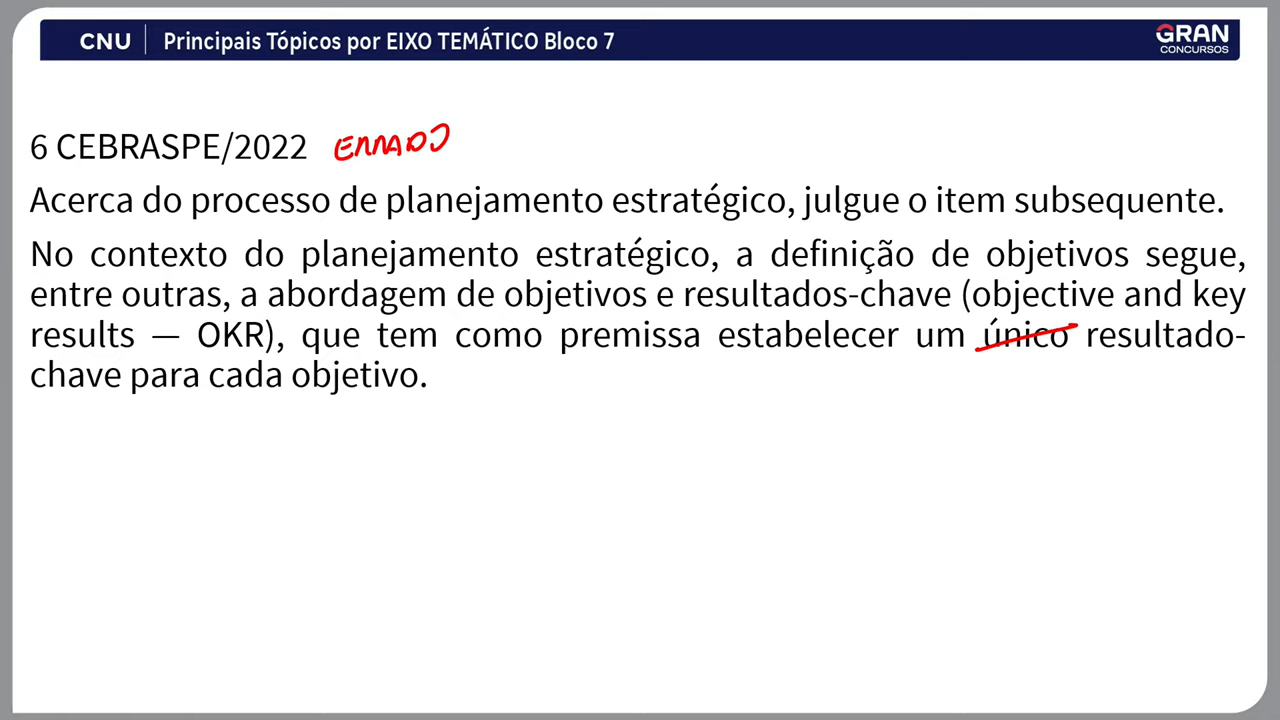 CNU | Principais Tópicos por EIXO TEMÁTICO Bloco 7
GRAN
CONCURSOS
6 CEBRASPE/2022 ERRADO
Acerca do processo de planejamento estratégico, julgue o item subsequente.
No contexto do planejamento estratégico, a definição de objetivos segue,
entre outras, a abordagem de objetivos e resultados-chave (objective and key
results — OKR), que tem como premissa estabelecer um único resultado-
chave para cada objetivo.